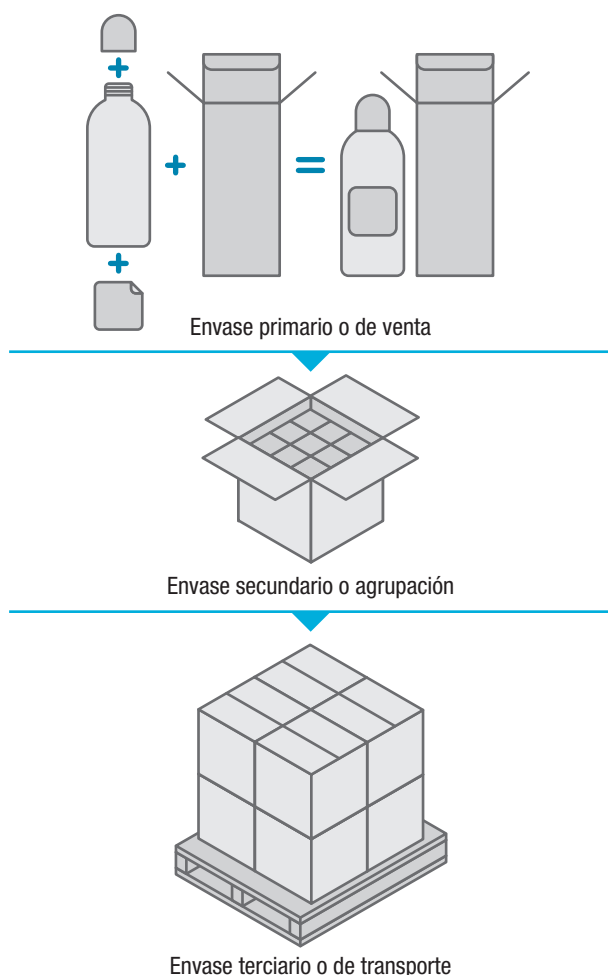 Envase primario o de venta
Envase secundario o agrupación
Envase terciario o de transporte